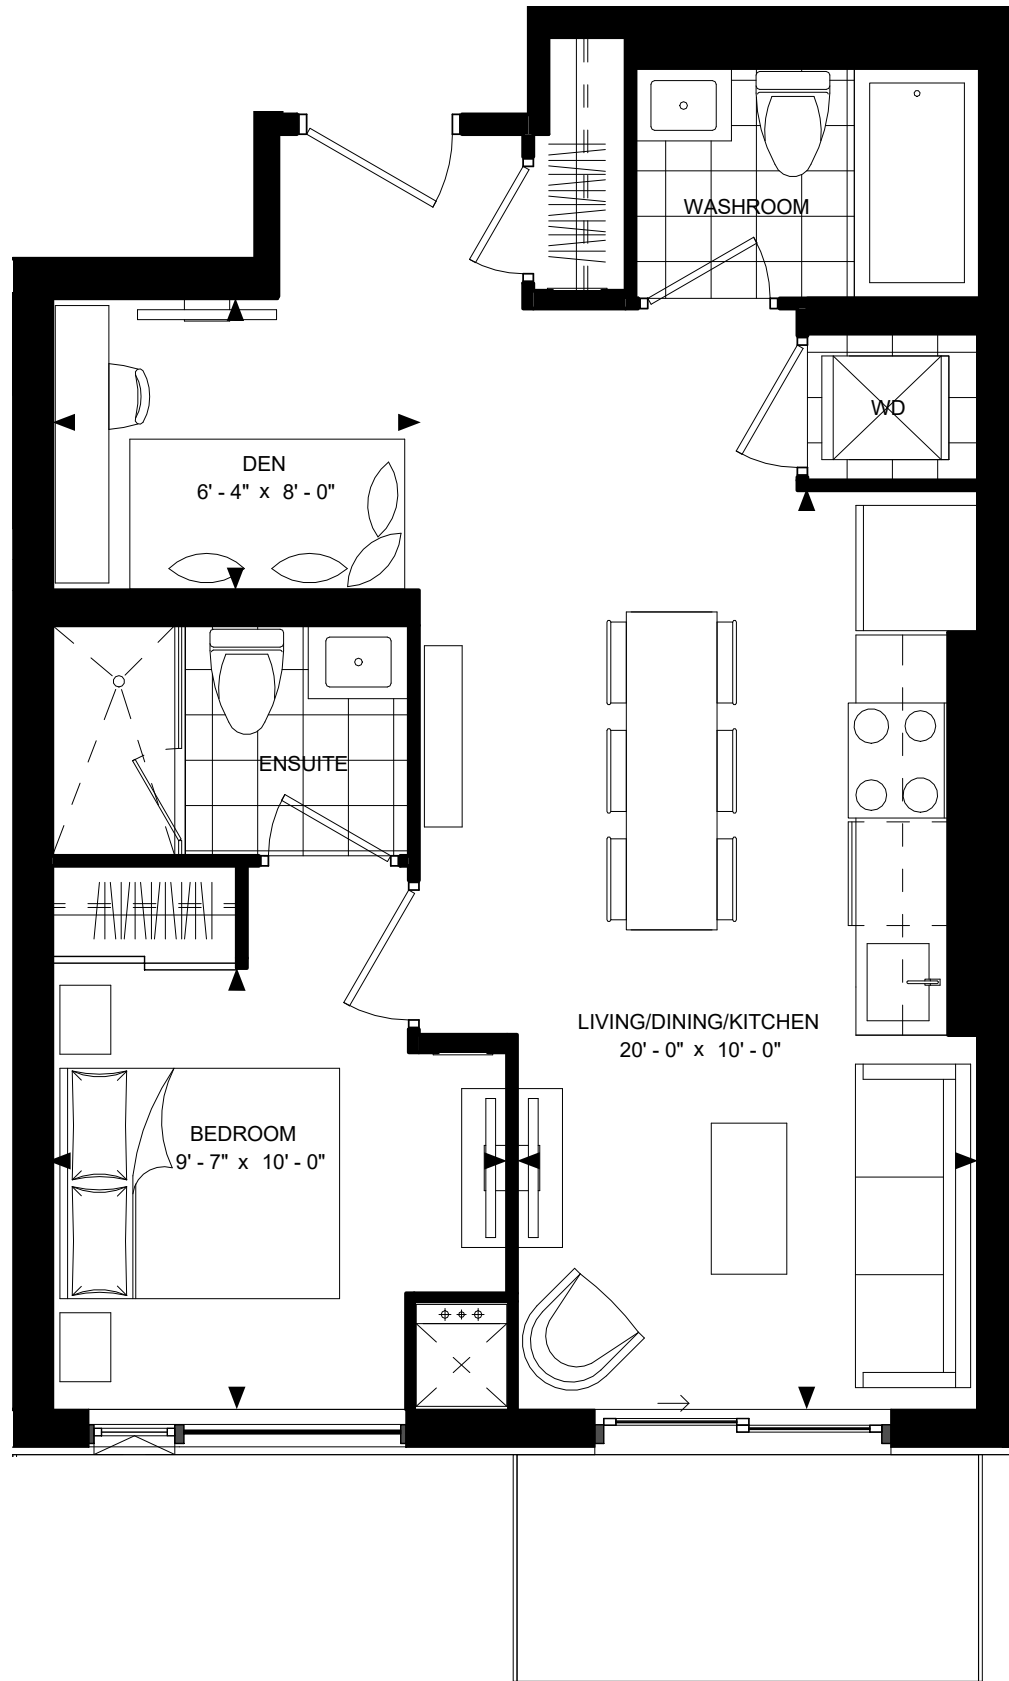 WASHROOM
WD
DEN
6' - 4" x 8' - 0"
ENSUITE
LIVING/DINING/KITCHEN
20' - 0" x 10' - 0"
BEDROOM
9' - 7" x 10' - 0"